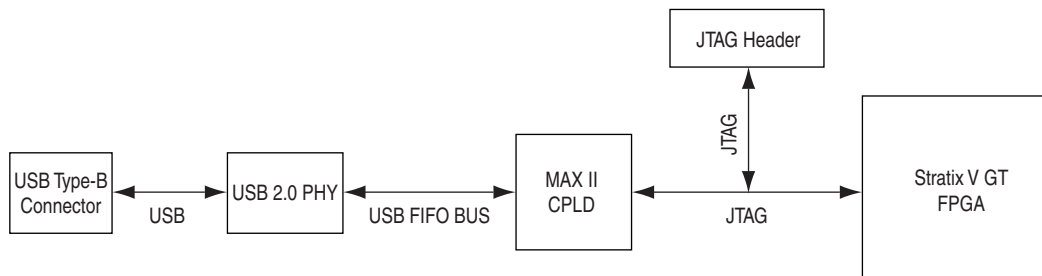 JTAG Header
JTAG
USB Type-B
Connector
USB
USB 2.0 PHY
USB FIFO BUS
MAX II
CPLD
JTAG
Stratix V GT
FPGA